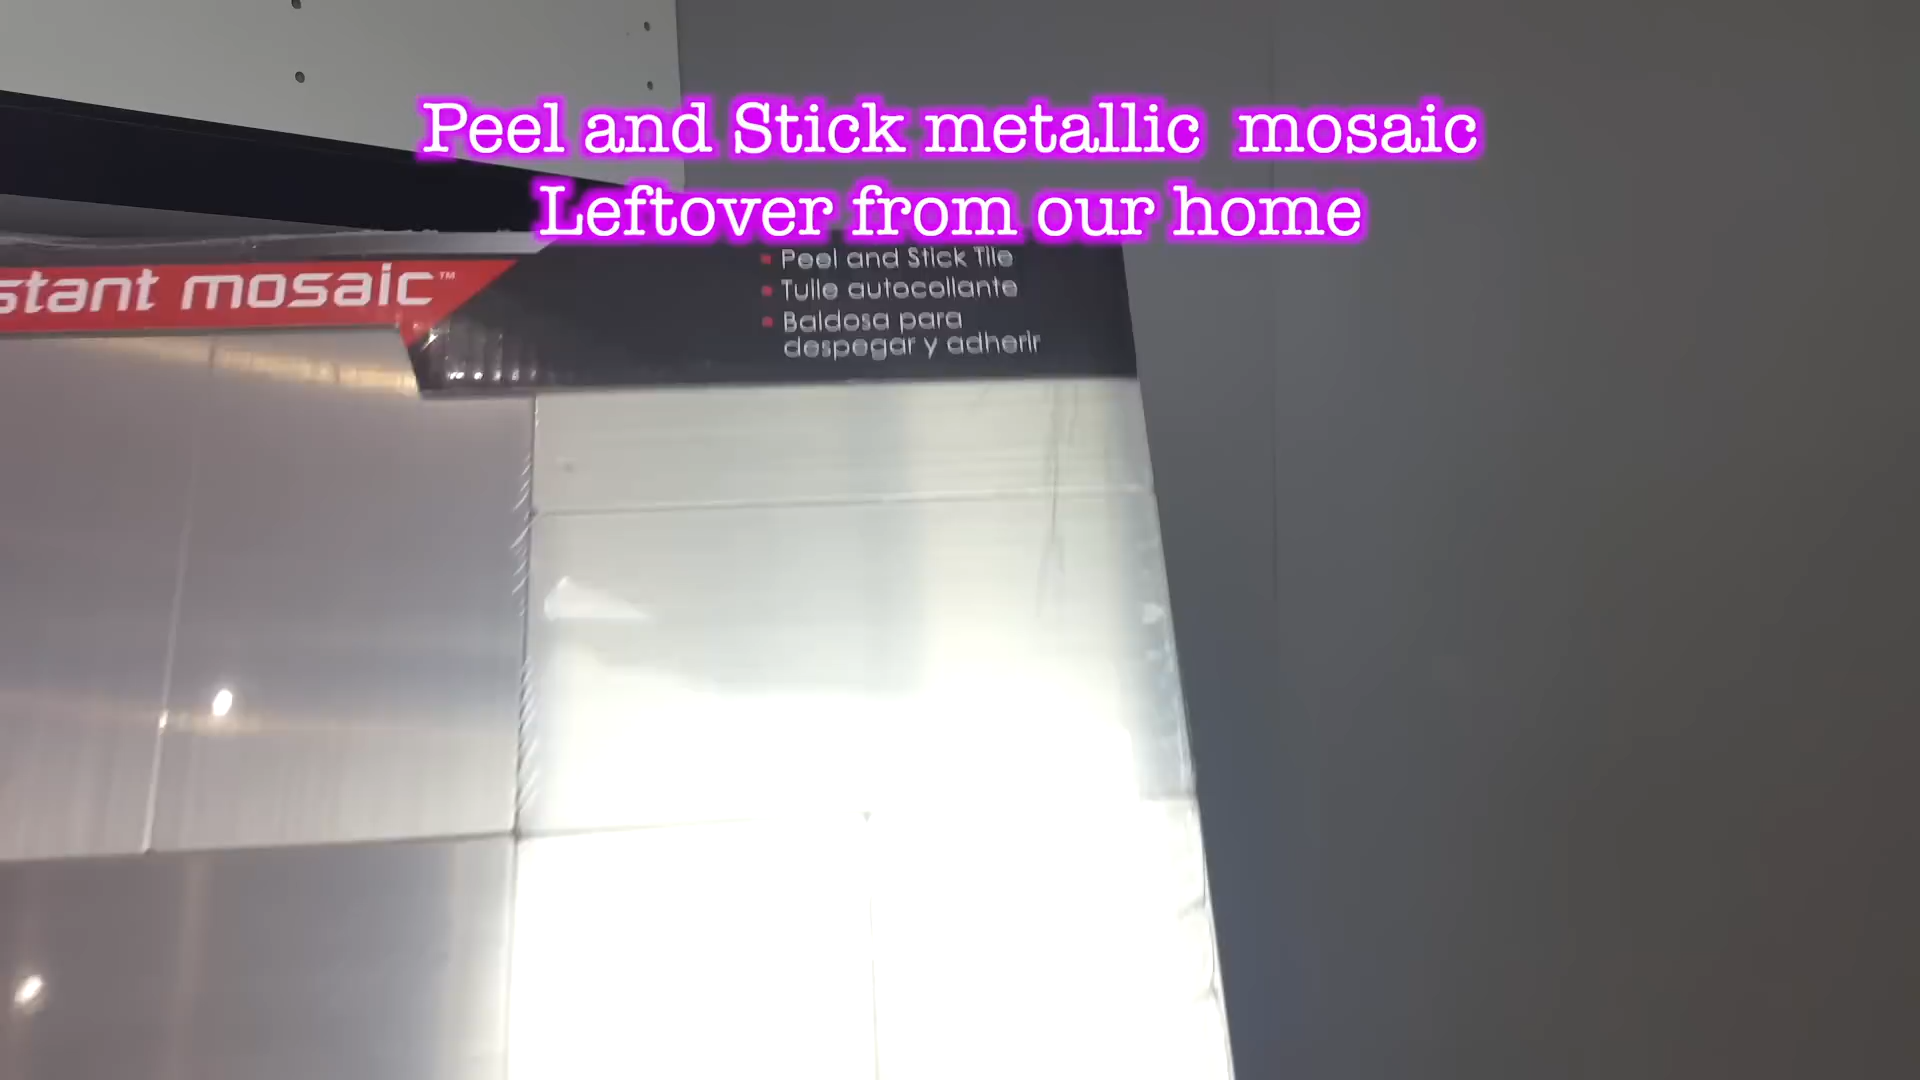 Peel and Stick metallic mosaic
Leftover from our home
stant mosaic™
• Peel and Stick Tile
• Tuile autocollante
• Baldosa para
despegar y adherir